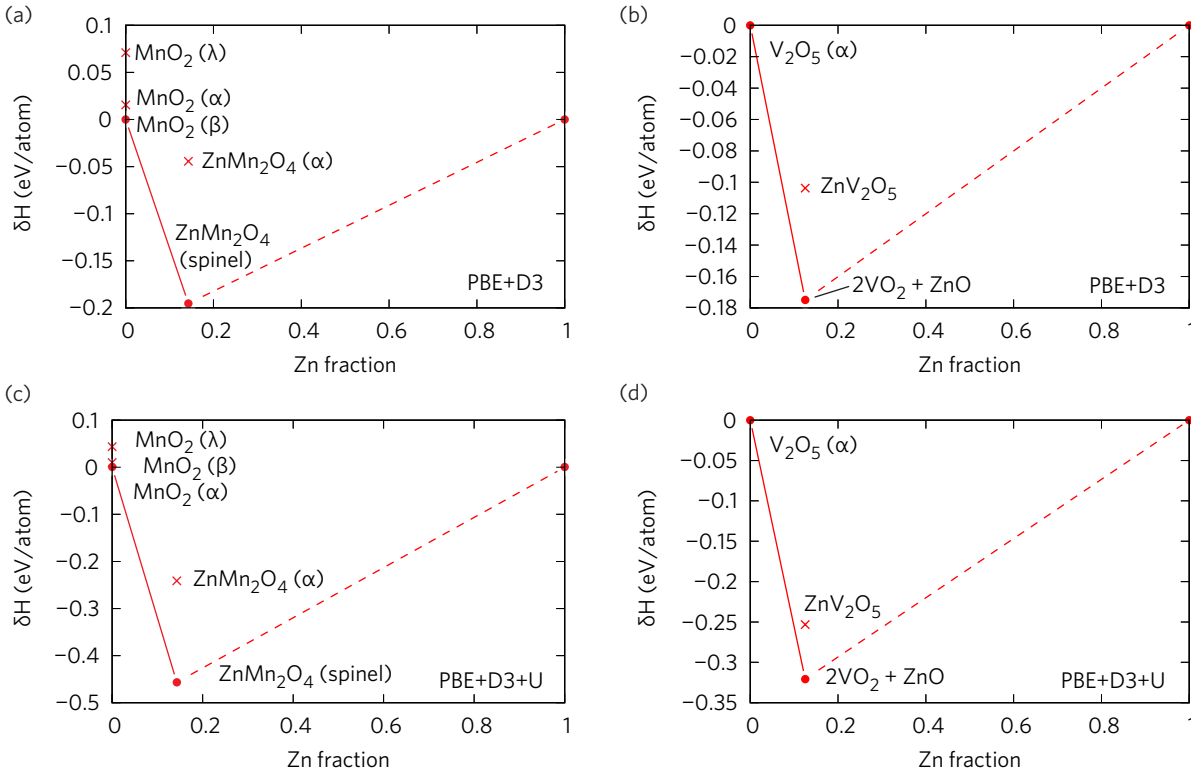 (a)
0.1
0.05
0
−0.05
−0.1
−0.15
−0.2
δH (eV/atom)
MnO₂ (λ)
MnO₂ (α)
MnO₂ (β)
ZnMn₂O₄ (α)
ZnMn₂O₄
(spinel)
PBE+D3
0 0.2 0.4 0.6 0.8 1
Zn fraction
(b)
0
−0.02
−0.04
−0.06
−0.08
−0.1
−0.12
−0.14
−0.16
−0.18
δH (eV/atom)
V₂O₅ (α)
ZnV₂O₅
2VO₂ + ZnO
PBE+D3
0 0.2 0.4 0.6 0.8 1
Zn fraction
(c)
0.1
0
−0.1
−0.2
−0.3
−0.4
−0.5
δH (eV/atom)
MnO₂ (λ)
MnO₂ (β)
MnO₂ (α)
ZnMn₂O₄ (α)
ZnMn₂O₄ (spinel)
PBE+D3+U
0 0.2 0.4 0.6 0.8 1
Zn fraction
(d)
0
−0.05
−0.1
−0.15
−0.2
−0.25
−0.3
−0.35
δH (eV/atom)
V₂O₅ (α)
ZnV₂O₅
2VO₂ + ZnO
PBE+D3+U
0 0.2 0.4 0.6 0.8 1
Zn fraction